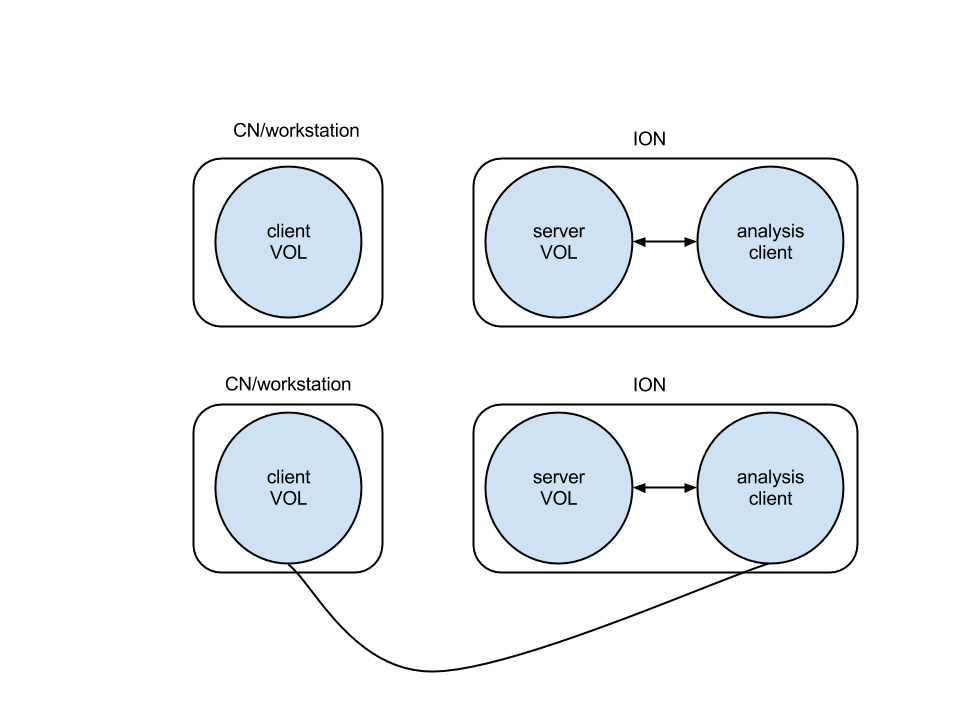 CN/workstation
ION
client
VOL
server
VOL
analysis
client
CN/workstation
ION
client
VOL
server
VOL
analysis
client